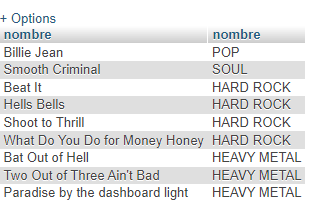 + Options
nombre nombre
Billie Jean POP
Smooth Criminal SOUL
Beat It HARD ROCK
Hells Bells HARD ROCK
Shoot to Thrill HARD ROCK
What Do You Do for Money Honey HARD ROCK
Bat Out of Hell HEAVY METAL
Two Out of Three Ain't Bad HEAVY METAL
Paradise by the dashboard light HEAVY METAL